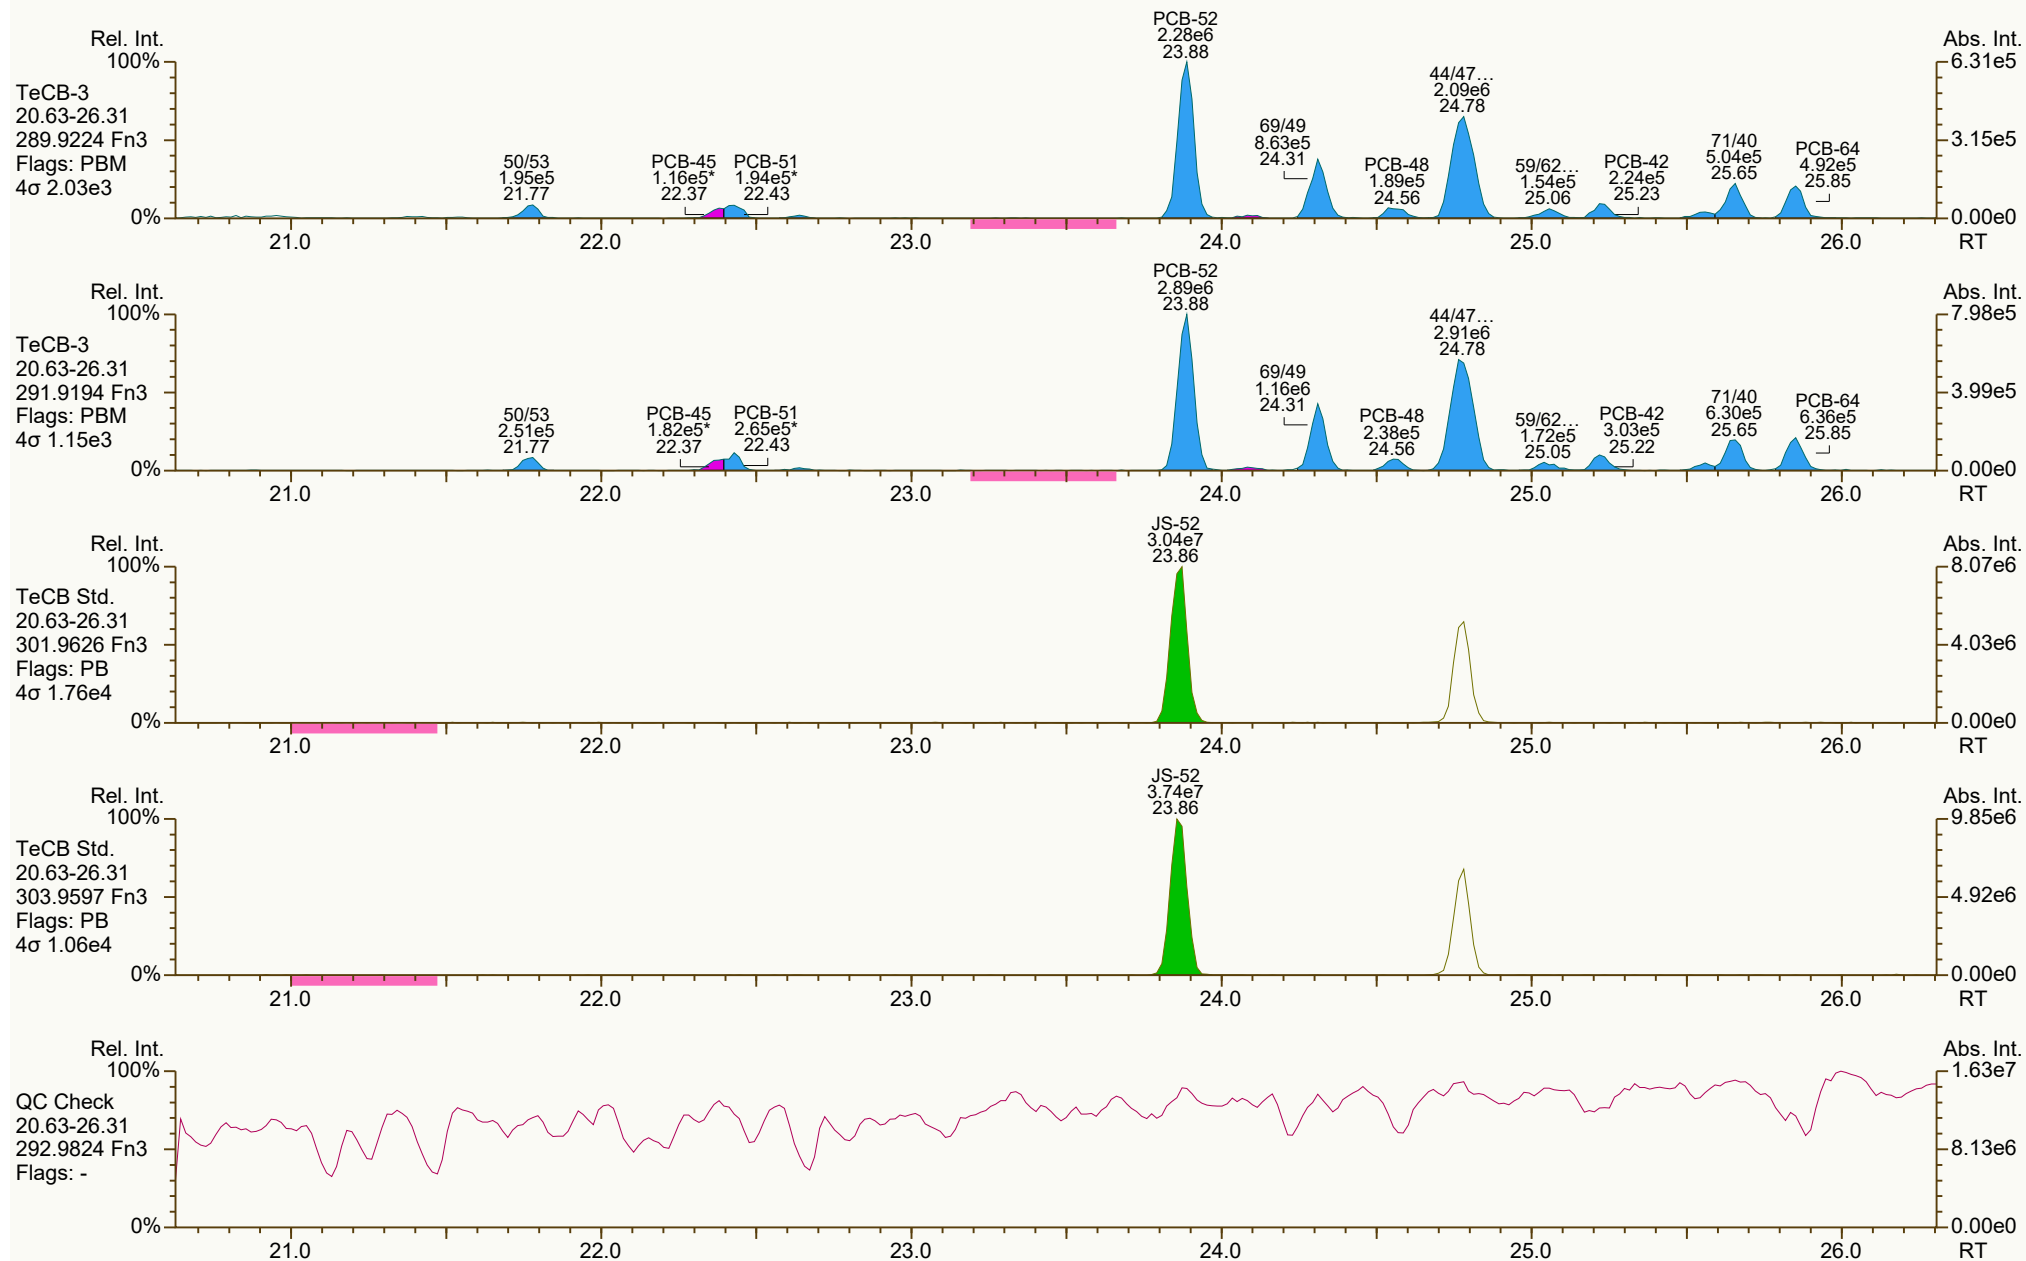 Rel. Int.
100%
0%
TeCB-3
20.63-26.31
289.9224 Fn3
Flags: PBM
4σ 2.03e3
50/53
1.95e5
21.77
PCB-45
1.16e5*
22.37
PCB-51
1.94e5*
22.43
PCB-52
2.28e6
23.88
69/49
8.63e5
24.31
PCB-48
1.89e5
24.56
44/47…
2.09e6
24.78
59/62…
1.54e5
25.06
PCB-42
2.24e5
25.23
71/40
5.04e5
25.65
PCB-64
4.92e5
25.85
Abs. Int.
6.31e5
3.15e5
0.00e0
21.0 22.0 23.0 24.0 25.0 26.0 RT
Rel. Int.
100%
0%
TeCB-3
20.63-26.31
291.9194 Fn3
Flags: PBM
4σ 1.15e3
50/53
2.51e5
21.77
PCB-45
1.82e5*
22.37
PCB-51
2.65e5*
22.43
PCB-52
2.89e6
23.88
69/49
1.16e6
24.31
PCB-48
2.38e5
24.56
44/47…
2.91e6
24.78
59/62…
1.72e5
25.05
PCB-42
3.03e5
25.22
71/40
6.30e5
25.65
PCB-64
6.36e5
25.85
Abs. Int.
7.98e5
3.99e5
0.00e0
21.0 22.0 23.0 24.0 25.0 26.0 RT
Rel. Int.
100%
0%
TeCB Std.
20.63-26.31
301.9626 Fn3
Flags: PB
4σ 1.76e4
JS-52
3.04e7
23.86
Abs. Int.
8.07e6
4.03e6
0.00e0
21.0 22.0 23.0 24.0 25.0 26.0 RT
Rel. Int.
100%
0%
TeCB Std.
20.63-26.31
303.9597 Fn3
Flags: PB
4σ 1.06e4
JS-52
3.74e7
23.86
Abs. Int.
9.85e6
4.92e6
0.00e0
21.0 22.0 23.0 24.0 25.0 26.0 RT
Rel. Int.
100%
0%
QC Check
20.63-26.31
292.9824 Fn3
Flags: -
Abs. Int.
1.63e7
8.13e6
0.00e0
21.0 22.0 23.0 24.0 25.0 26.0 RT